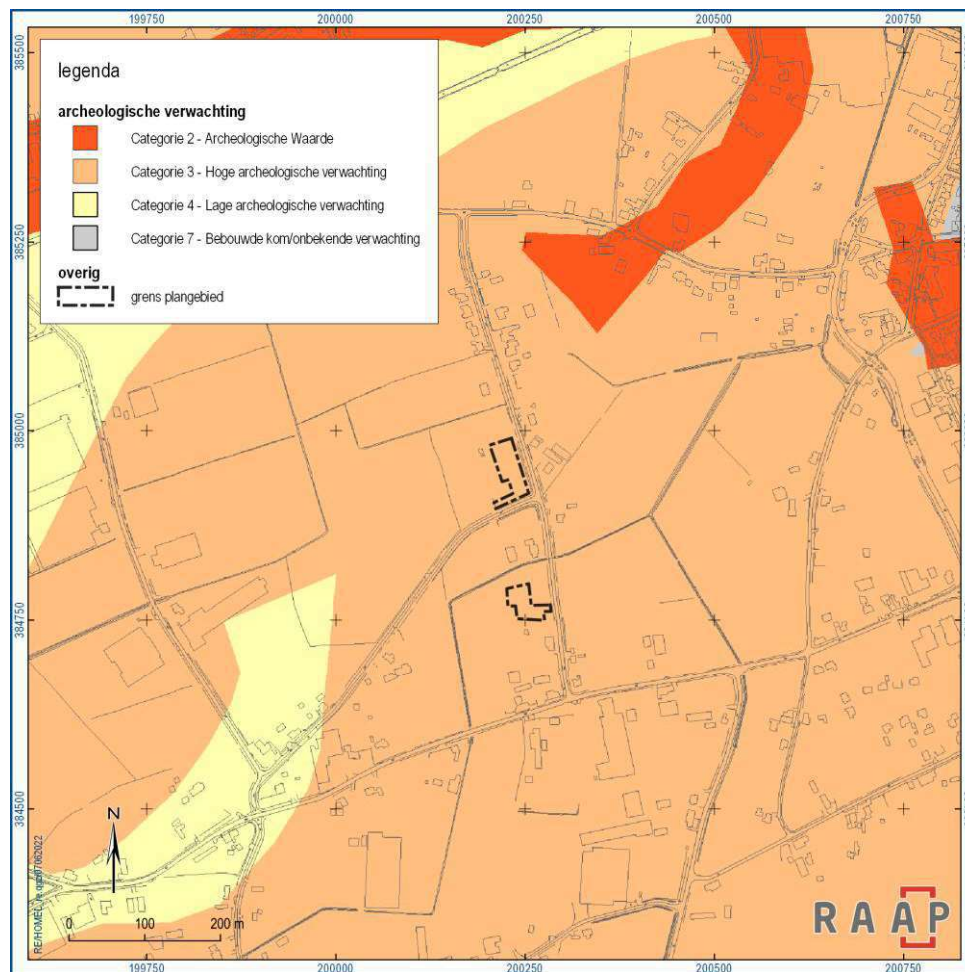 199750 200000 200250 200500 200750
385500
385250
385000
384750
384500
legenda
archeologische verwachting
Categorie 2 - Archeologische Waarde
Categorie 3 - Hoge archeologische verwachting
Categorie 4 - Lage archeologische verwachting
Categorie 7 - Bebouwde kom/onbekende verwachting
overig
grens plangebied
N
0 100 200 m
RAAP
199750 200000 200250 200500 200750